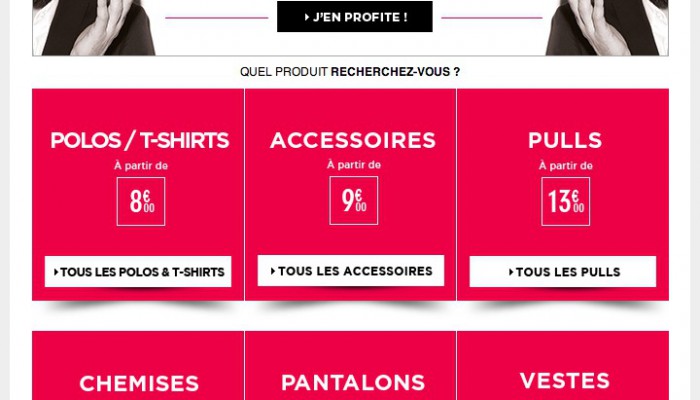 J'EN PROFITE !
QUEL PRODUIT RECHERCHEZ-VOUS ?
POLOS / T-SHIRTS
À partir de
8€00
TOUS LES POLOS & T-SHIRTS
ACCESSOIRES
À partir de
9€00
TOUS LES ACCESSOIRES
PULLS
À partir de
13€00
TOUS LES PULLS
CHEMISES
PANTALONS
VESTES